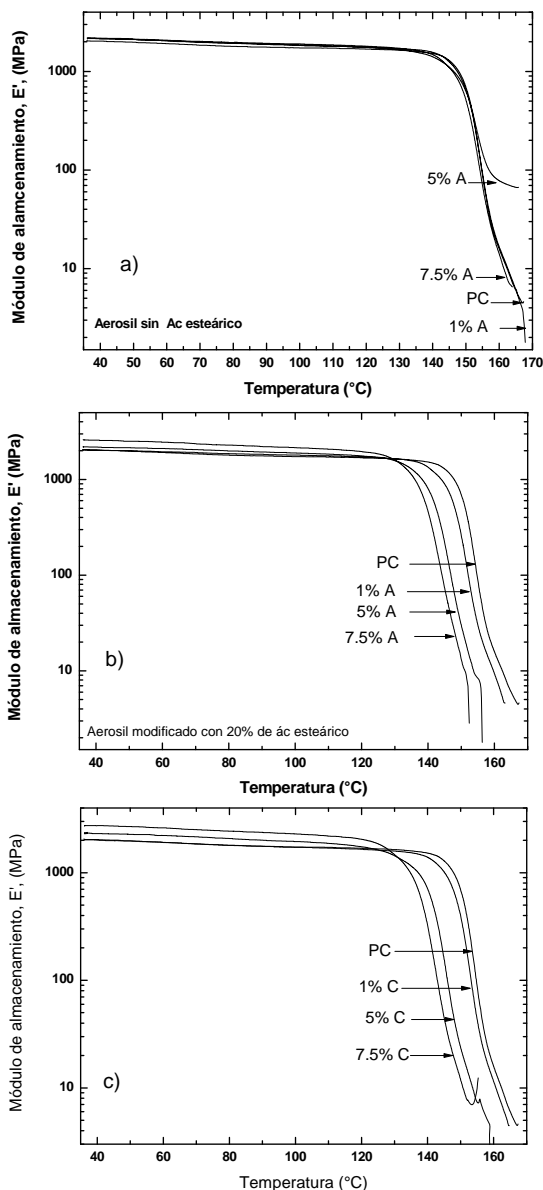 Módulo de alamcenamiento, E', (MPa)
1000
100
10
5% A
7.5% A
PC
1% A
a)
Aerosil sin Ac esteárico
40 50 60 70 80 90 100 110 120 130 140 150 160 170
Temperatura (°C)
Módulo de almacenamiento, E' (MPa)
1000
100
10
PC
1% A
5% A
7.5% A
b)
Aerosil modificado con 20% de ác esteárico
40 60 80 100 120 140 160
Temperatura (°C)
Módulo de almacenamiento, E', (MPa)
1000
100
10
PC
1% C
5% C
7.5% C
c)
40 60 80 100 120 140 160
Temperatura (°C)